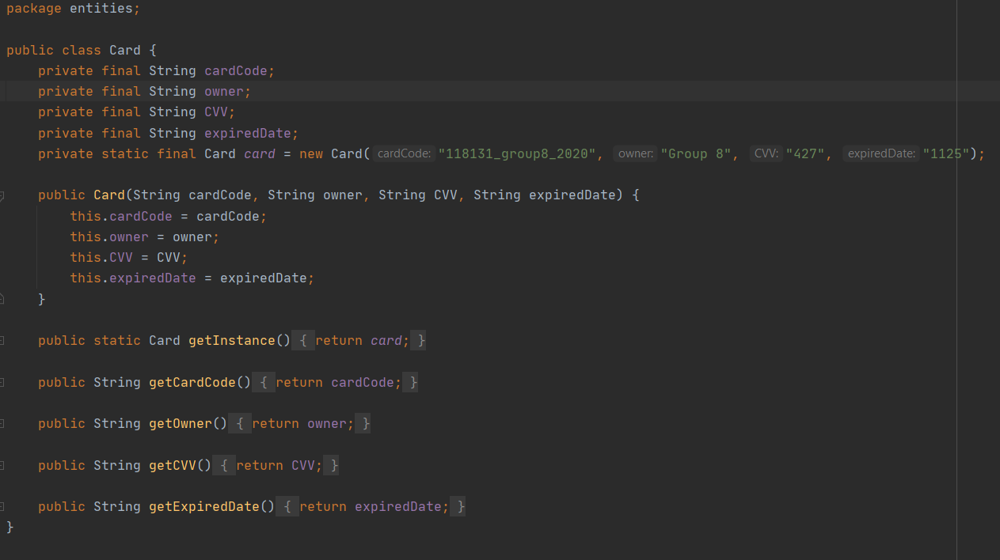 package entities;
public class Card {
private final String cardCode;
private final String owner;
private final String CVV;
private final String expiredDate;
private static final Card card = new Card( cardCode: "118131_group8_2020", owner: "Group 8", CVV: "427", expiredDate: "1125");
public Card(String cardCode, String owner, String CVV, String expiredDate) {
this.cardCode = cardCode;
this.owner = owner;
this.CVV = CVV;
this.expiredDate = expiredDate;
}
public static Card getInstance() { return card; }
public String getCardCode() { return cardCode; }
public String getOwner() { return owner; }
public String getCVV() { return CVV; }
public String getExpiredDate() { return expiredDate; }
}